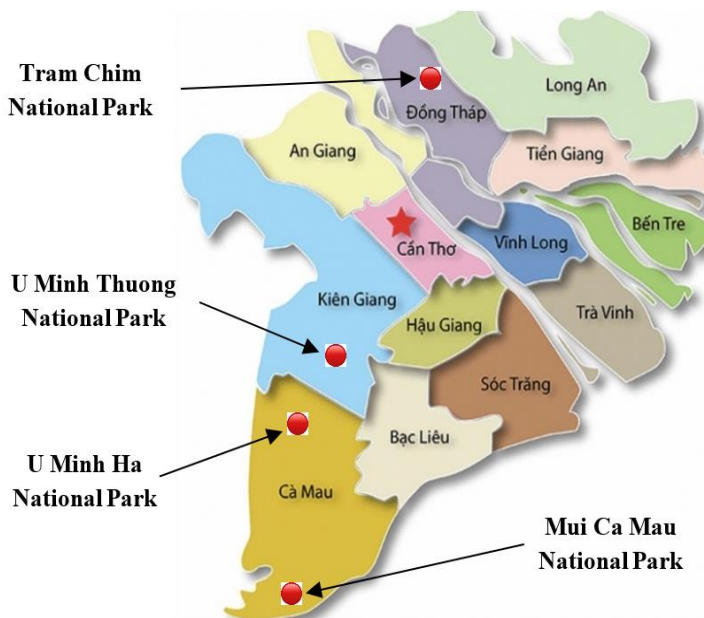 Tram Chim
National Park
Long An
Đồng Tháp
An Giang
Tiền Giang
Bến Tre
Cần Thơ
Vĩnh Long
U Minh Thuong
National Park
Kiên Giang
Trà Vinh
Hậu Giang
Sóc Trăng
Bạc Liêu
U Minh Ha
National Park
Cà Mau
Mui Ca Mau
National Park